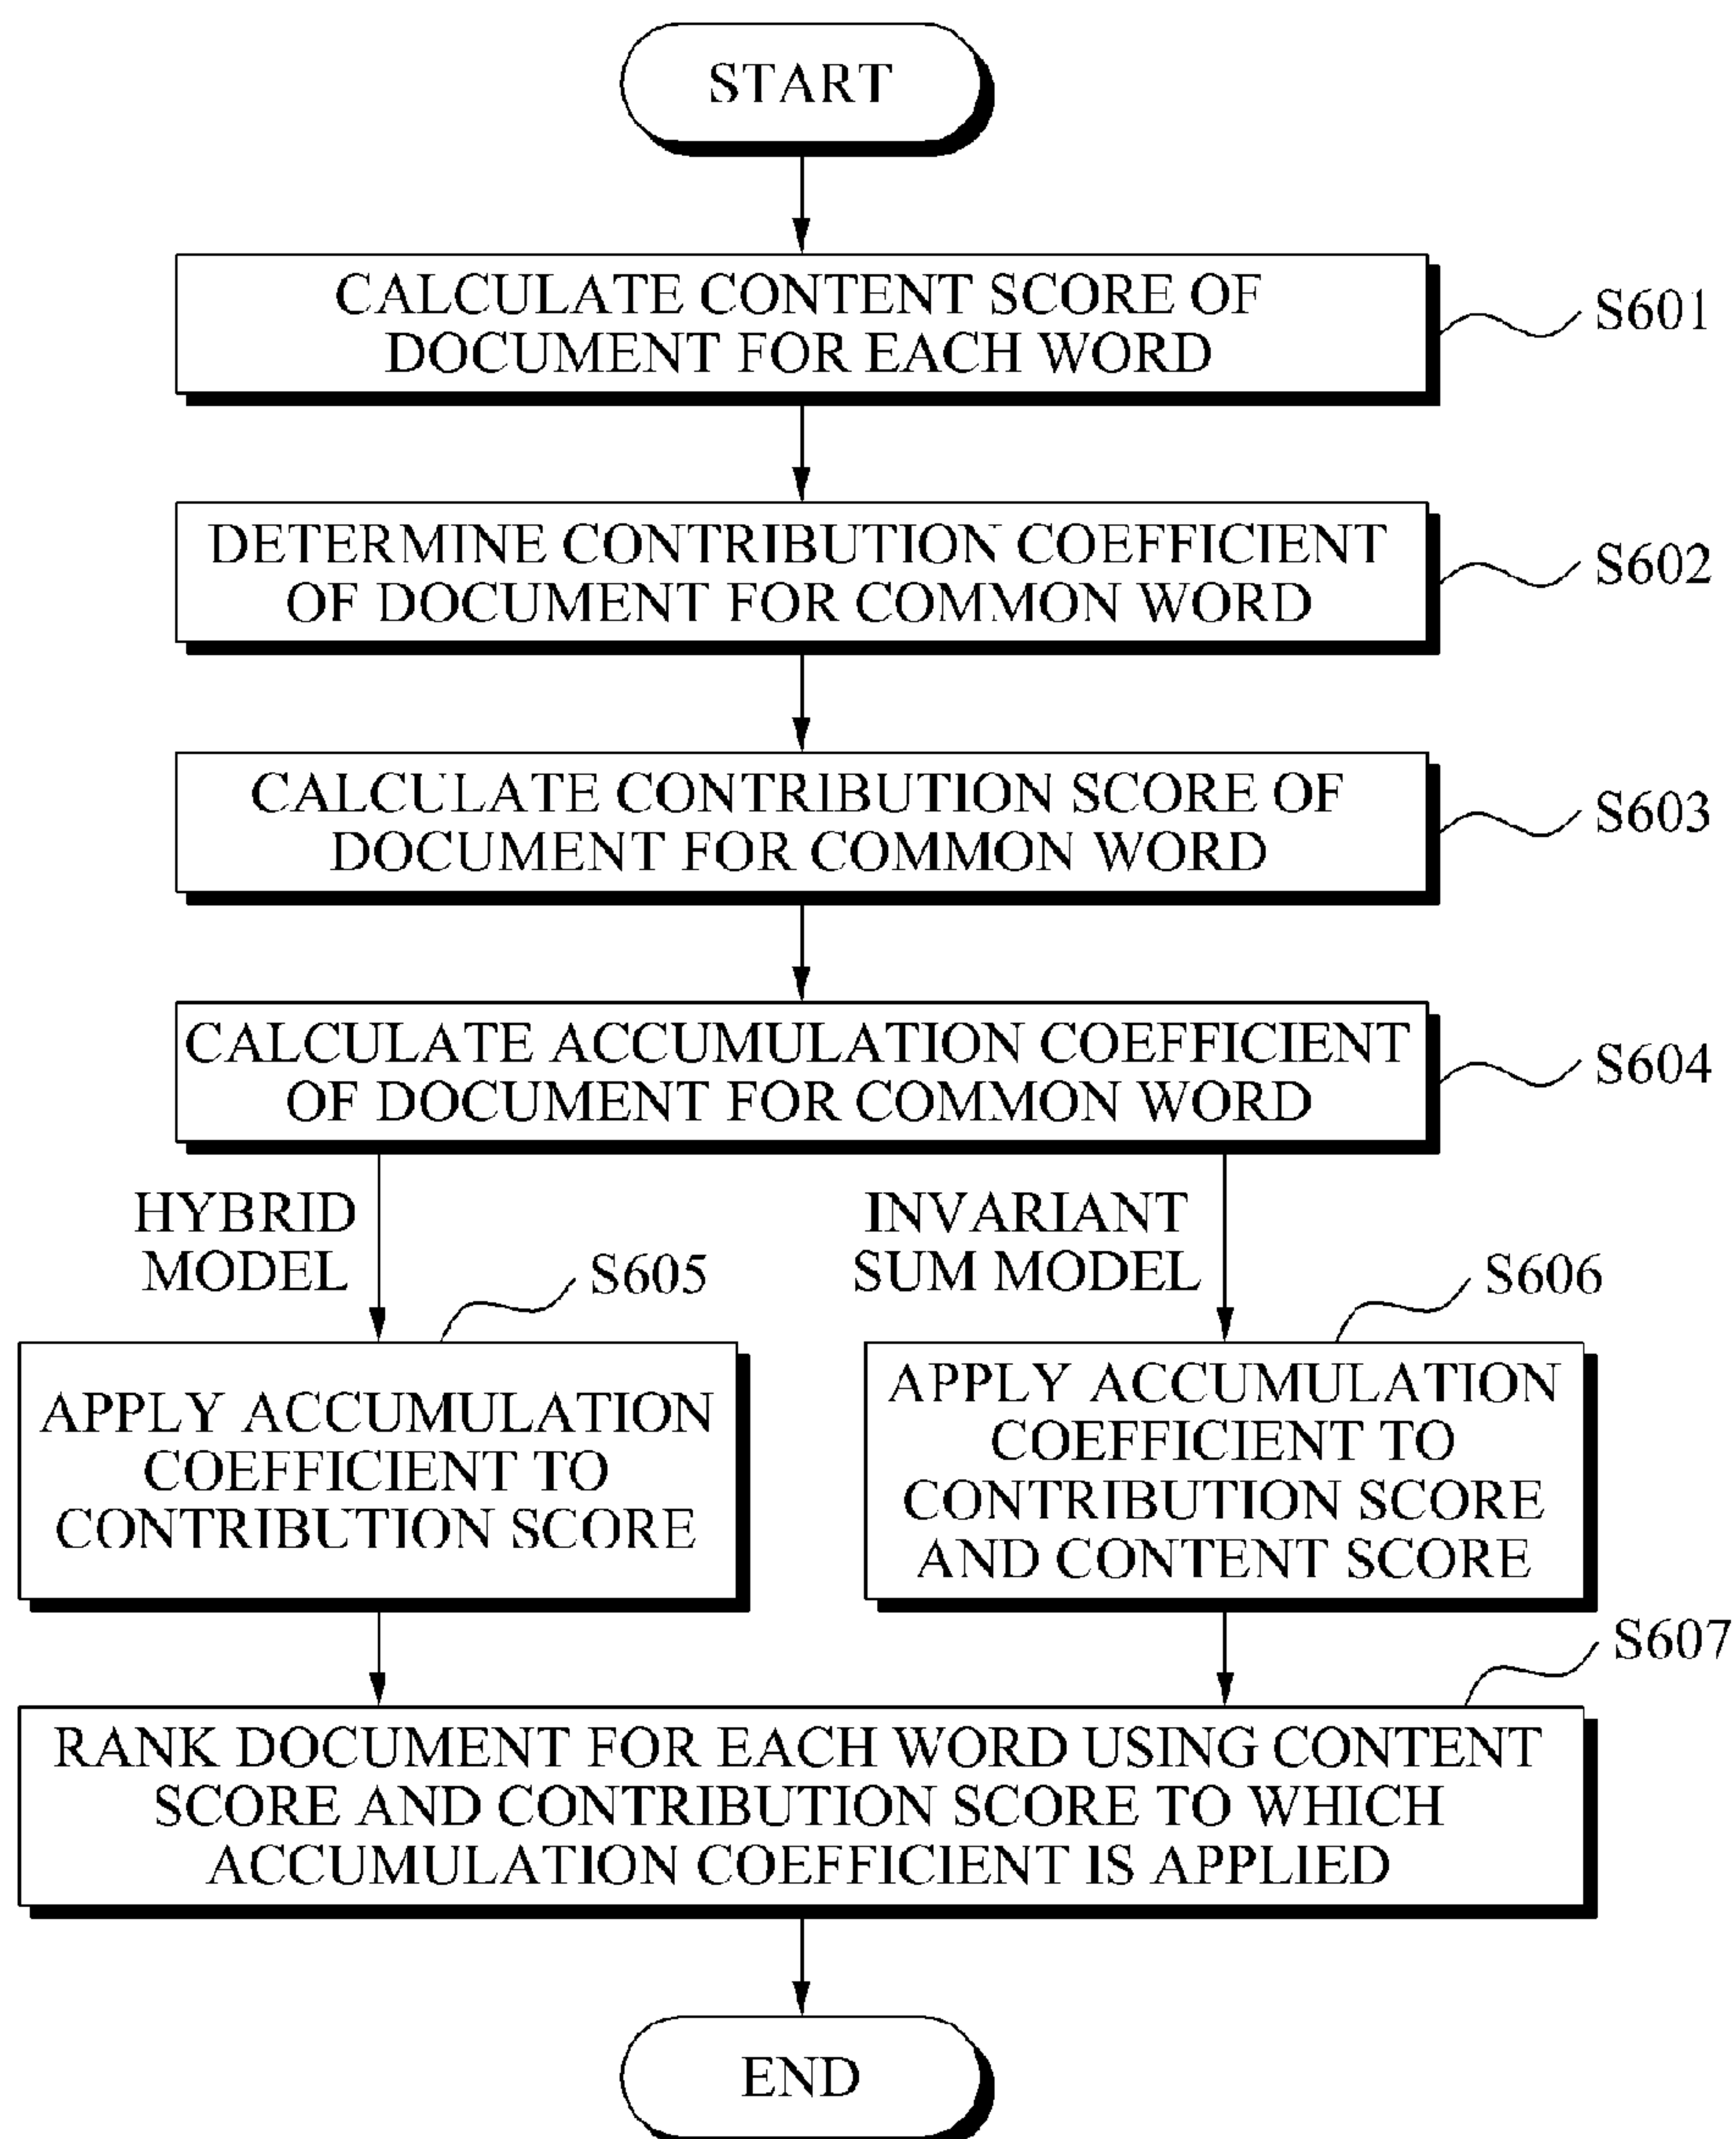 START
CALCULATE CONTENT SCORE OF
DOCUMENT FOR EACH WORD
S601
DETERMINE CONTRIBUTION COEFFICIENT
OF DOCUMENT FOR COMMON WORD
S602
CALCULATE CONTRIBUTION SCORE OF
DOCUMENT FOR COMMON WORD
S603
CALCULATE ACCUMULATION COEFFICIENT
OF DOCUMENT FOR COMMON WORD
S604
HYBRID
MODEL
S605
INVARIANT
SUM MODEL
S606
APPLY ACCUMULATION
COEFFICIENT TO
CONTRIBUTION SCORE
APPLY ACCUMULATION
COEFFICIENT TO
CONTRIBUTION SCORE
AND CONTENT SCORE
S607
RANK DOCUMENT FOR EACH WORD USING CONTENT
SCORE AND CONTRIBUTION SCORE TO WHICH
ACCUMULATION COEFFICIENT IS APPLIED
END